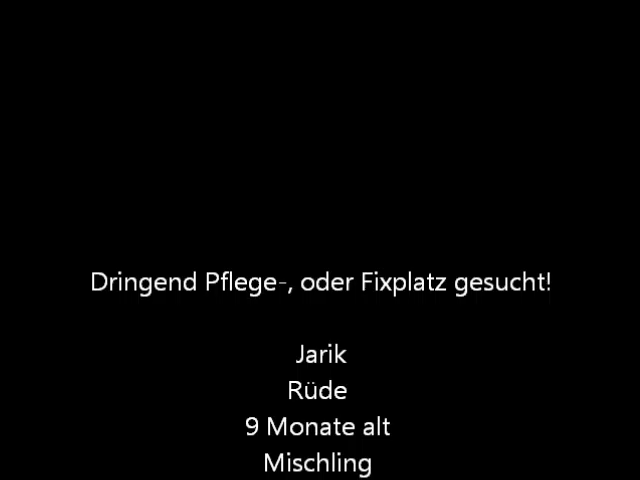 Dringend Pflege-, oder Fixplatz gesucht!
Jarik
Rüde
9 Monate alt
Mischling